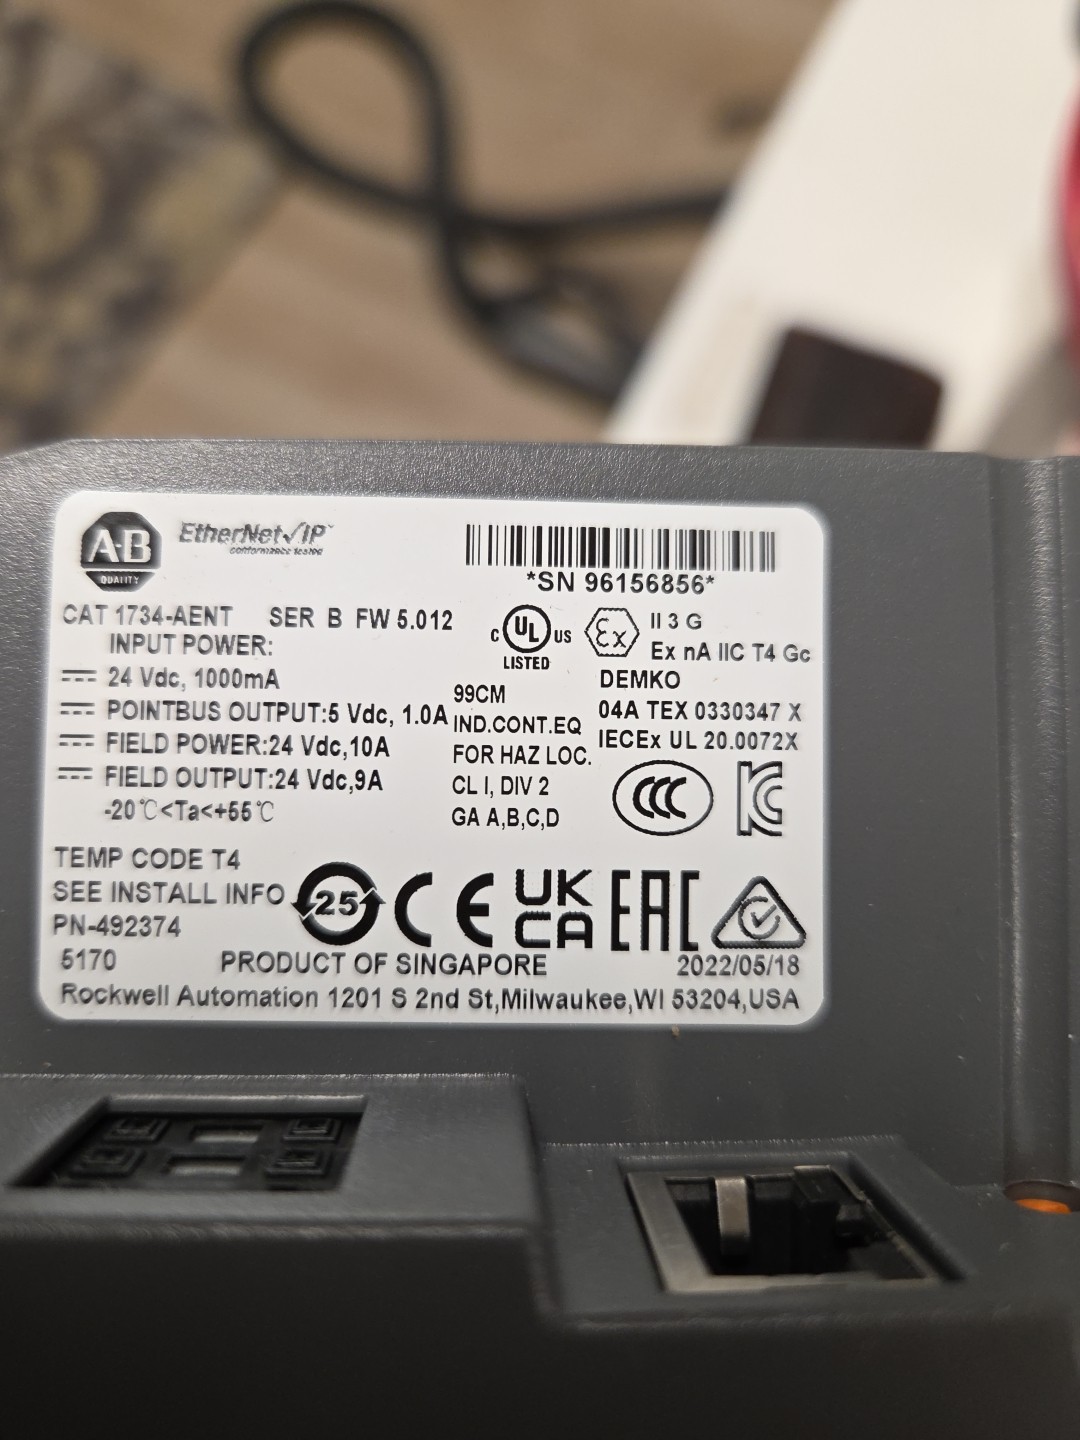 A-B
QUALITY
EtherNet/IP™
conformance tested
*SN 96156856*
CAT 1734-AENT SER B FW 5.012
INPUT POWER:
24 Vdc, 1000mA
POINTBUS OUTPUT:5 Vdc, 1.0A
FIELD POWER:24 Vdc,10A
FIELD OUTPUT:24 Vdc,9A
-20℃<Ta<+55℃
C UL US
LISTED
99CM
IND.CONT.EQ
FOR HAZ LOC.
CL I, DIV 2
GA A,B,C,D
Ex
II 3 G
Ex nA IIC T4 Gc
DEMKO
04A TEX 0330347 X
IECEx UL 20.0072X
CCC
KC
TEMP CODE T4
SEE INSTALL INFO
PN-492374
25
CE
UK
CA
EAC
5170 PRODUCT OF SINGAPORE 2022/05/18
Rockwell Automation 1201 S 2nd St,Milwaukee,WI 53204,USA